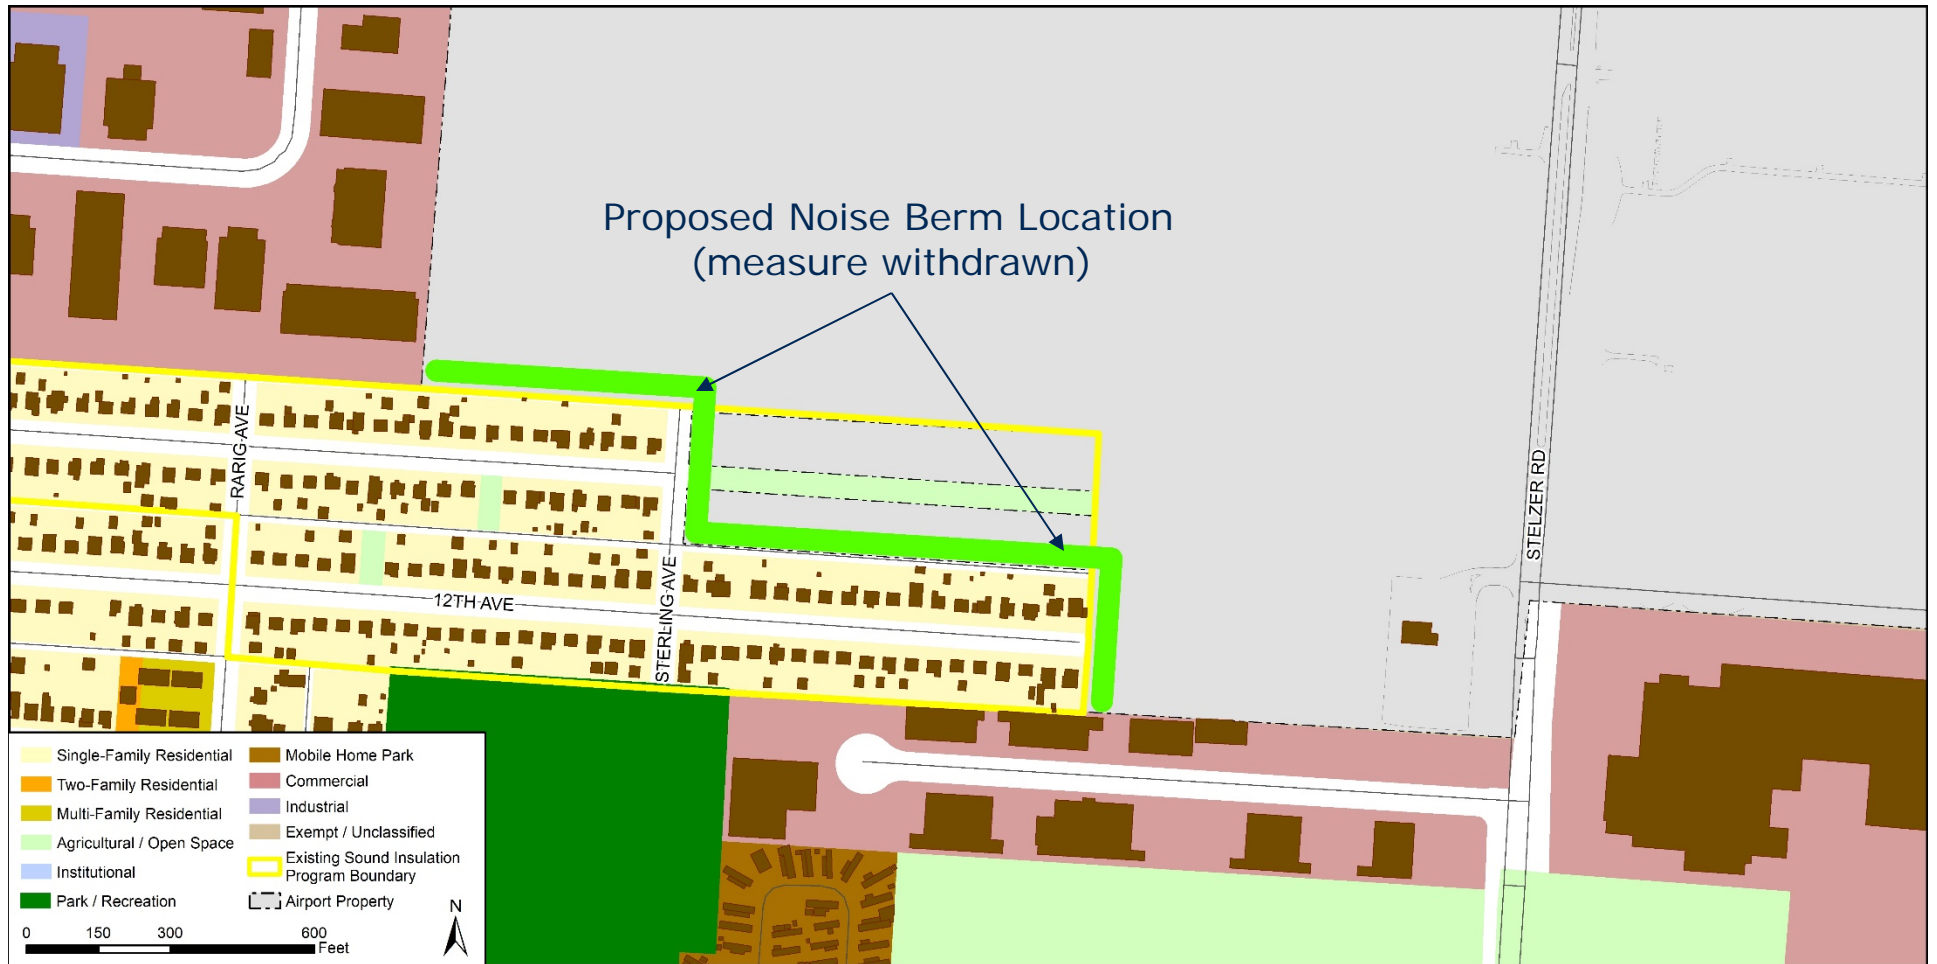 Proposed Noise Berm Location
(measure withdrawn)
RARIG AVE
STERLING AVE
12TH AVE
STELZER RD
Single-Family Residential
Two-Family Residential
Multi-Family Residential
Agricultural / Open Space
Institutional
Park / Recreation
Mobile Home Park
Commercial
Industrial
Exempt / Unclassified
Existing Sound Insulation
Program Boundary
Airport Property
0 150 300 600
Feet
N